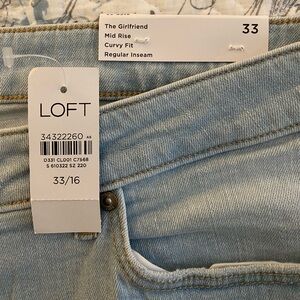 The Girlfriend
33
Mid Rise
Curvy Fit
Regular Inseam
LOFT
34322260 AS
D331 CL001 C7568
S 610322 SZ 220
33/16